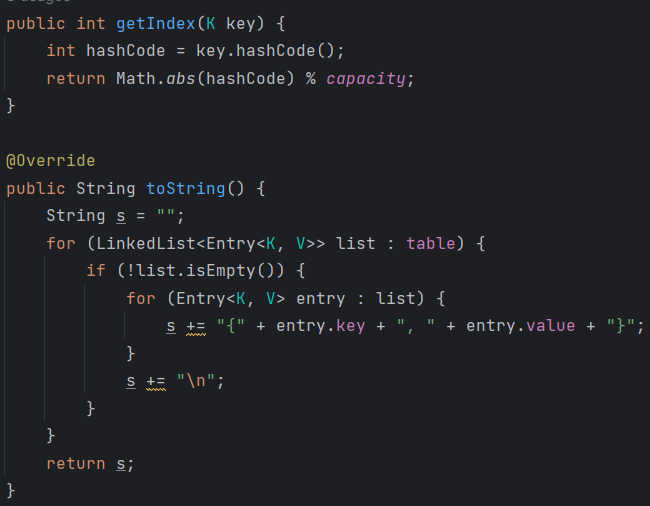 public int getIndex(K key) {
    int hashCode = key.hashCode();
    return Math.abs(hashCode) % capacity;
}

@Override
public String toString() {
    String s = "";
    for (LinkedList<Entry<K, V>> list : table) {
        if (!list.isEmpty()) {
            for (Entry<K, V> entry : list) {
                s += "{" + entry.key + ", " + entry.value + "}";
            }
            s += "\n";
        }
    }
    return s;
}